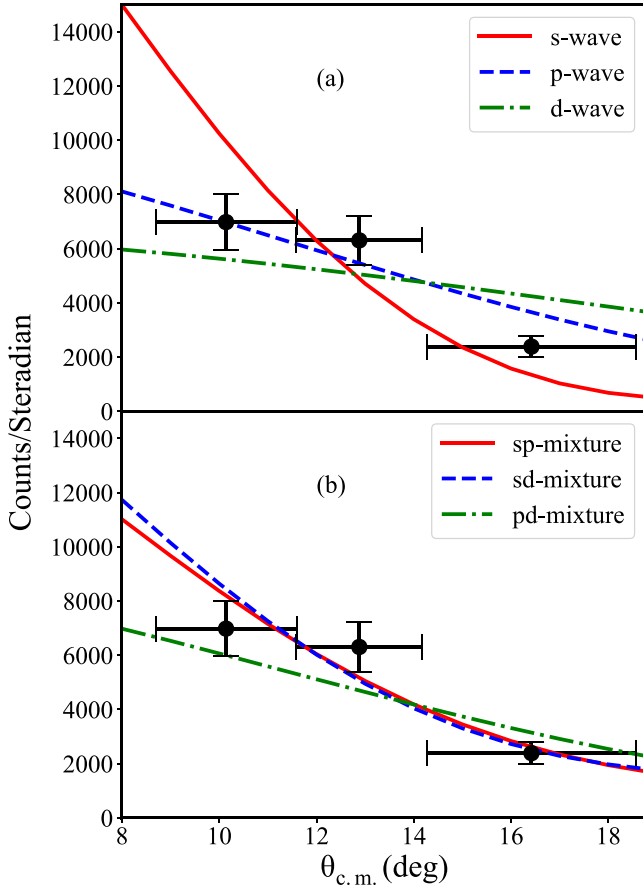 14000
12000
10000
8000
6000
4000
2000
0
(a)
s-wave
p-wave
d-wave
Counts/Steradian
14000
12000
10000
8000
6000
4000
2000
0
(b)
sp-mixture
sd-mixture
pd-mixture
8 10 12 14 16 18
θc.m. (deg)